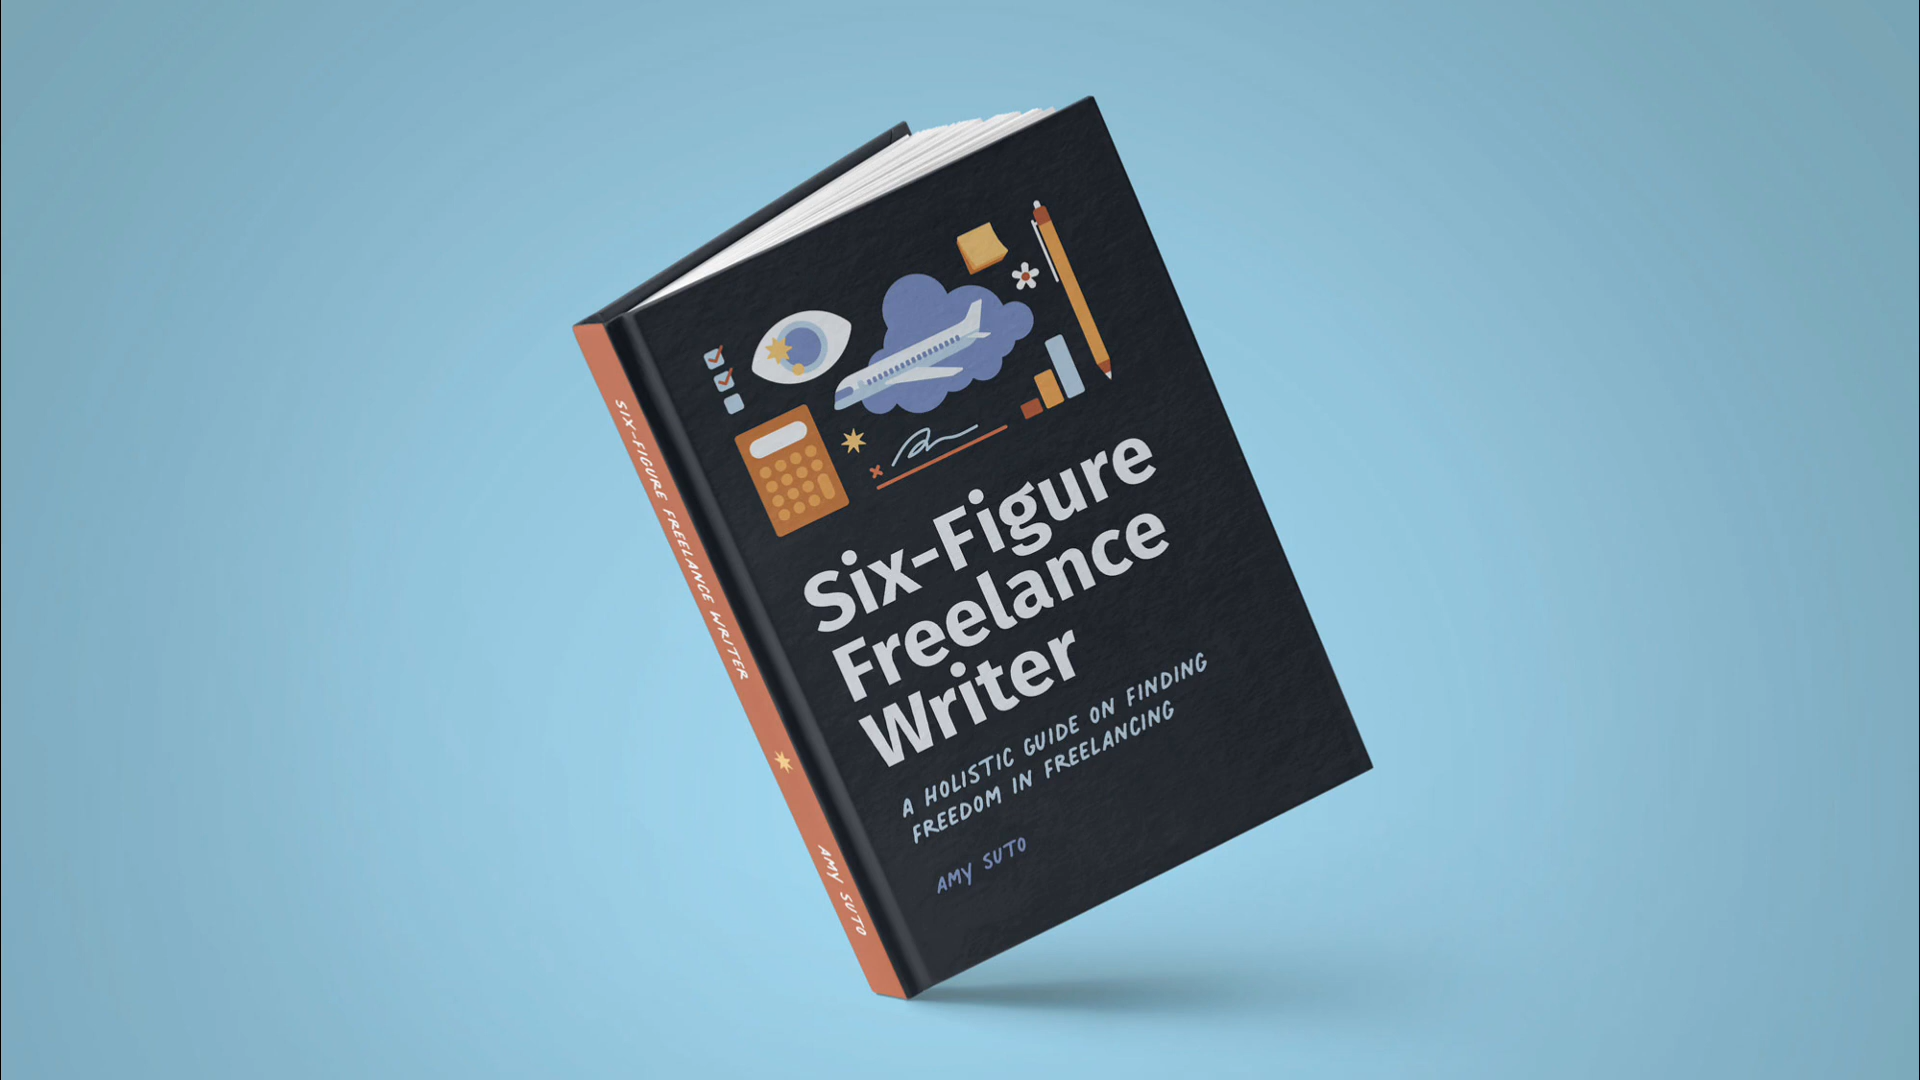 Six-Figure
Freelance
Writer
A HOLISTIC GUIDE ON FINDING
FREEDOM IN FREELANCING
AMY SUTO
SIX-FIGURE FREELANCE WRITER
AMY SUTO